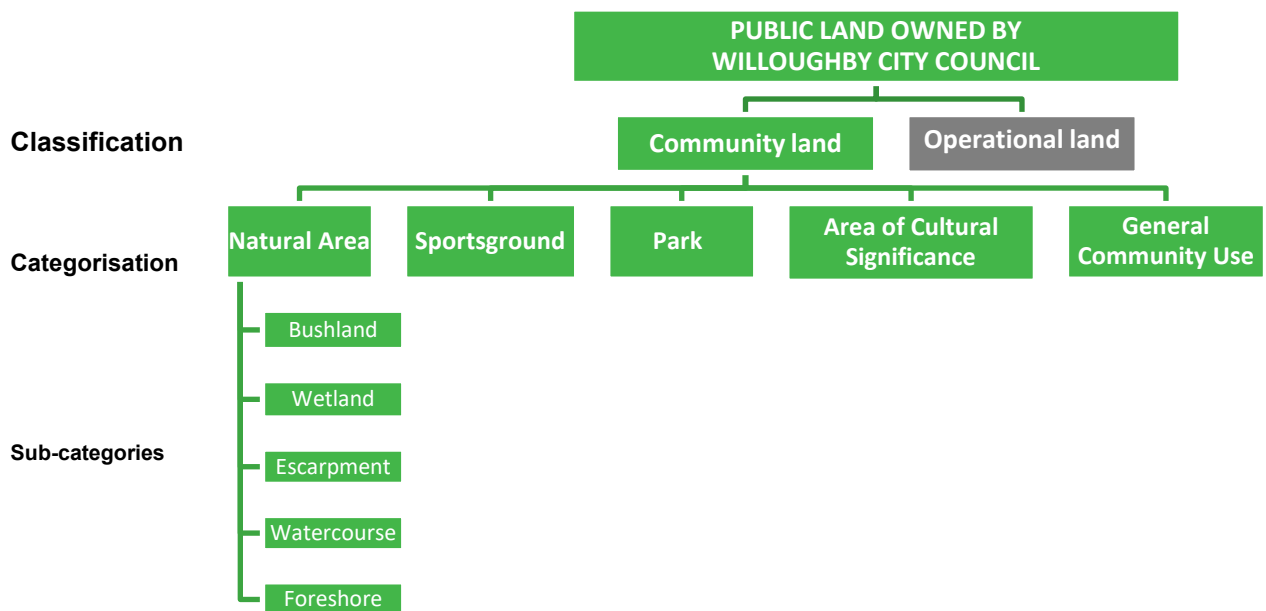 PUBLIC LAND OWNED BY
WILLOUGHBY CITY COUNCIL
Classification
Community land
Operational land
Categorisation
Natural Area
Sportsground
Park
Area of Cultural
Significance
General
Community Use
Sub-categories
Bushland
Wetland
Escarpment
Watercourse
Foreshore